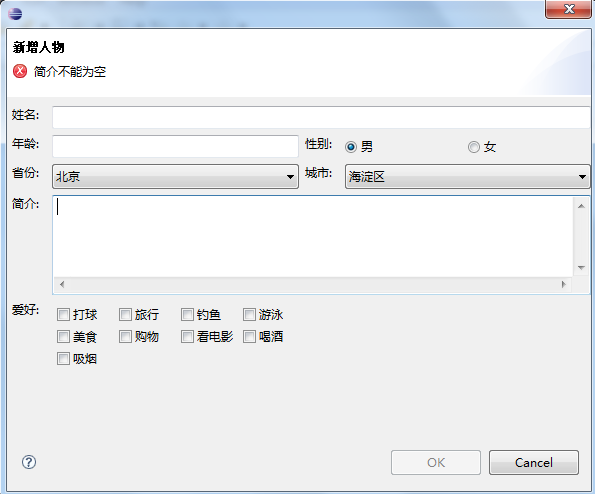 新增人物
简介不能为空
姓名:
年龄: 性别: 男 女
省份: 北京 城市: 海淀区
简介:
爱好: 打球 旅行 钓鱼 游泳
美食 购物 看电影 喝酒
吸烟
OK Cancel